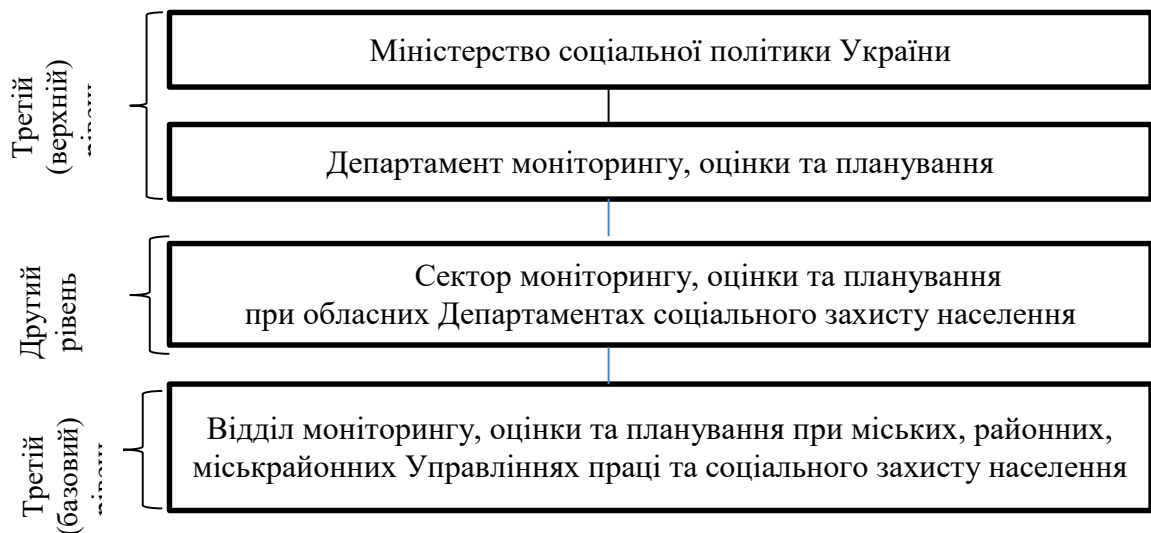 Третій
(верхній)
Міністерство соціальної політики України
Департамент моніторингу, оцінки та планування
Другий
рівень
Сектор моніторингу, оцінки та планування
при обласних Департаментах соціального захисту населення
Третій
(базовий)
Відділ моніторингу, оцінки та планування при міських, районних,
міськрайонних Управліннях праці та соціального захисту населення